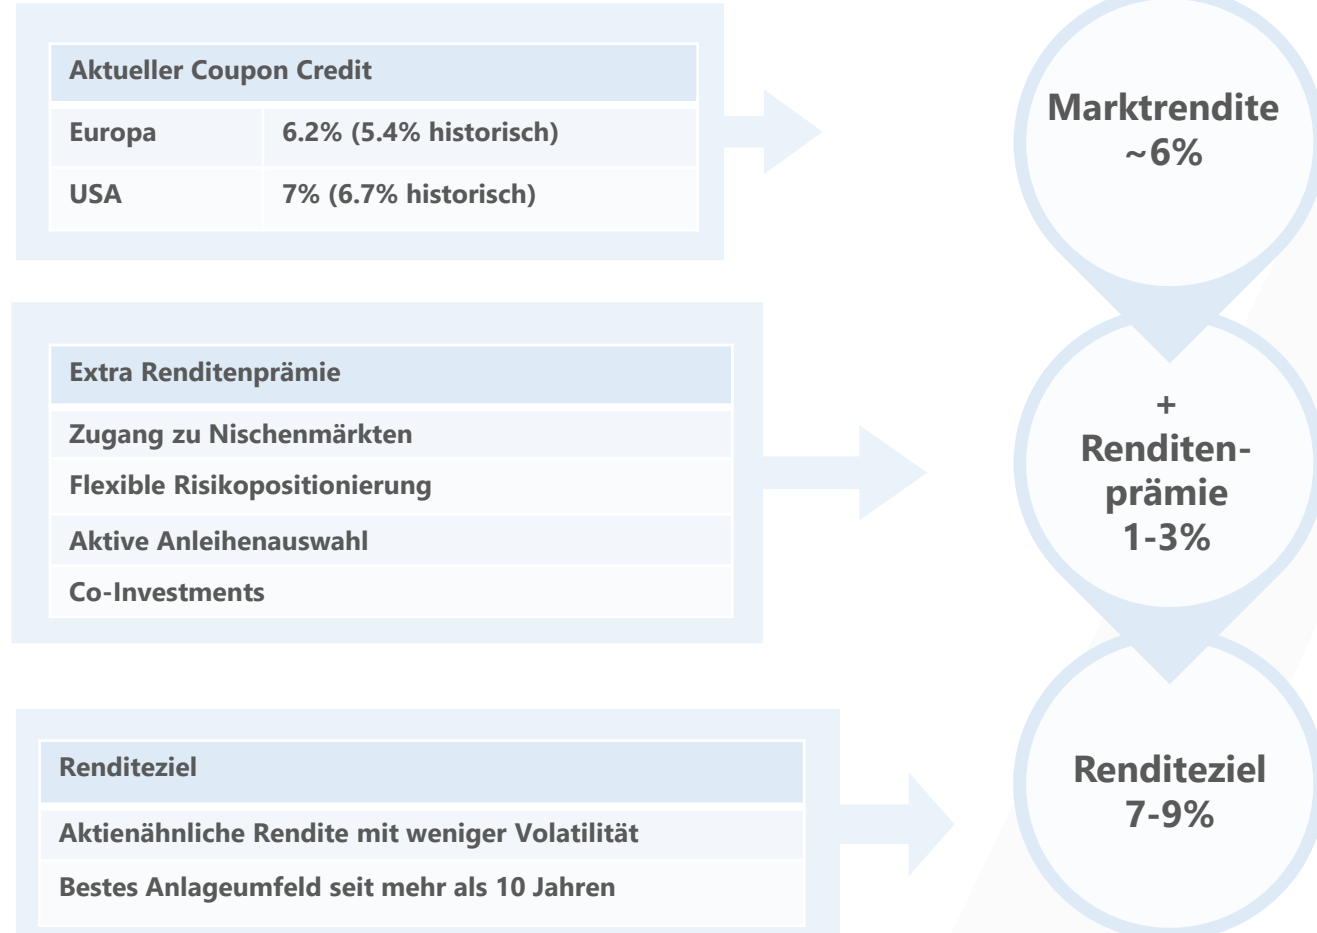 Aktueller Coupon Credit
Europa 6.2% (5.4% historisch)
USA 7% (6.7% historisch)
Marktrendite
~6%
Extra Renditenprämie
Zugang zu Nischenmärkten
Flexible Risikopositionierung
Aktive Anleihenauswahl
Co-Investments
+
Renditen-
prämie
1-3%
Renditeziel
Aktienähnliche Rendite mit weniger Volatilität
Bestes Anlageumfeld seit mehr als 10 Jahren
Renditeziel
7-9%